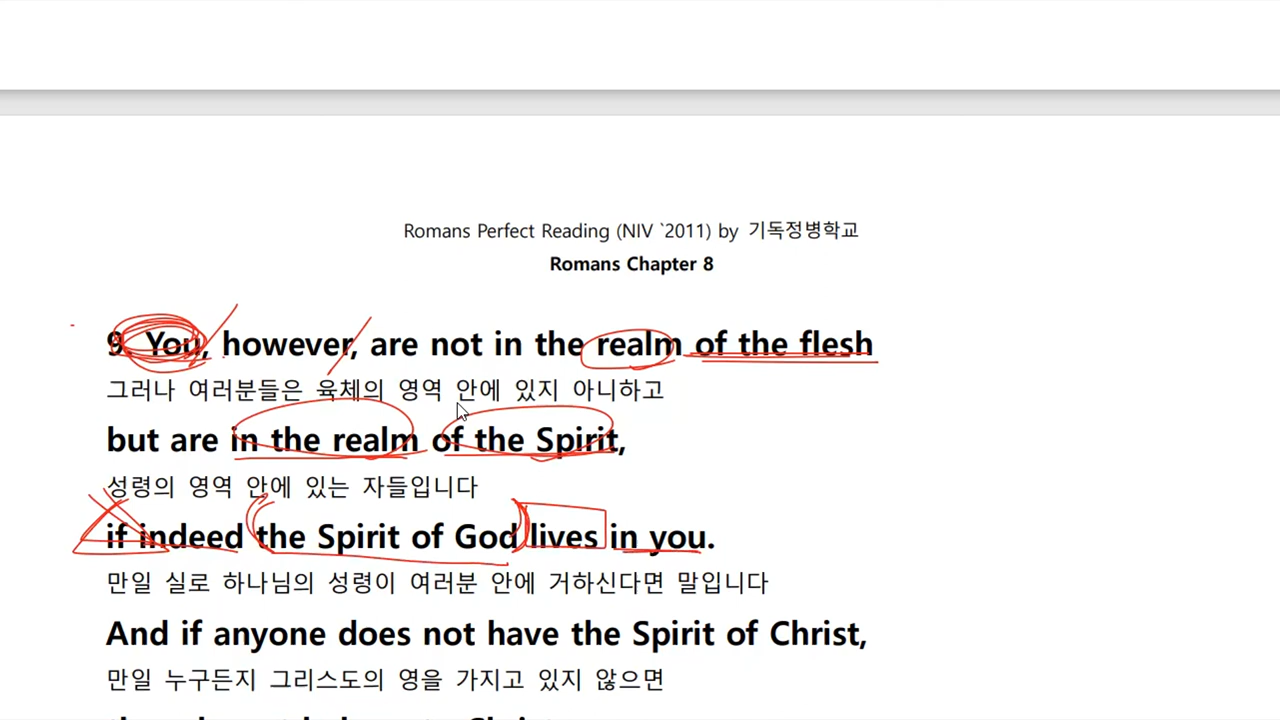 Romans Perfect Reading (NIV `2011) by 기독정병학교
Romans Chapter 8
9. You, however, are not in the realm of the flesh
그러나 여러분들은 육체의 영역 안에 있지 아니하고
but are in the realm of the Spirit,
성령의 영역 안에 있는 자들입니다
if indeed the Spirit of God lives in you.
만일 실로 하나님의 성령이 여러분 안에 거하신다면 말입니다
And if anyone does not have the Spirit of Christ,
만일 누구든지 그리스도의 영을 가지고 있지 않으면